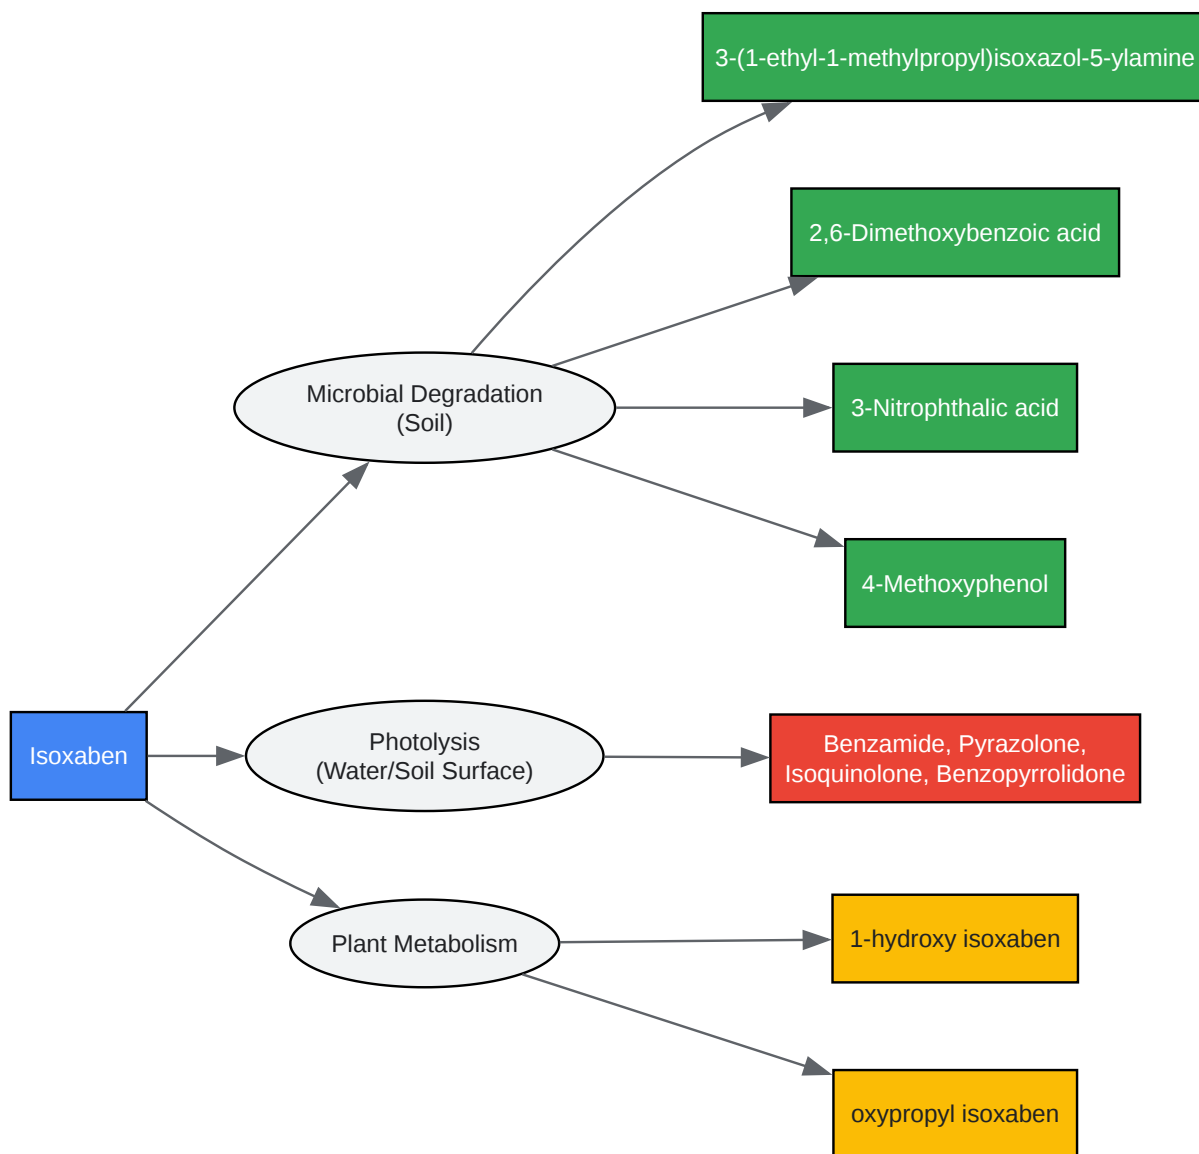 3-(1-ethyl-1-methylpropyl)isoxazol-5-ylamine
2,6-Dimethoxybenzoic acid
Microbial Degradation
(Soil)
3-Nitrophthalic acid
4-Methoxyphenol
Isoxaben
Photolysis
(Water/Soil Surface)
Benzamide, Pyrazolone,
Isoquinolone, Benzopyrrolidone
Plant Metabolism
1-hydroxy isoxaben
oxypropyl isoxaben